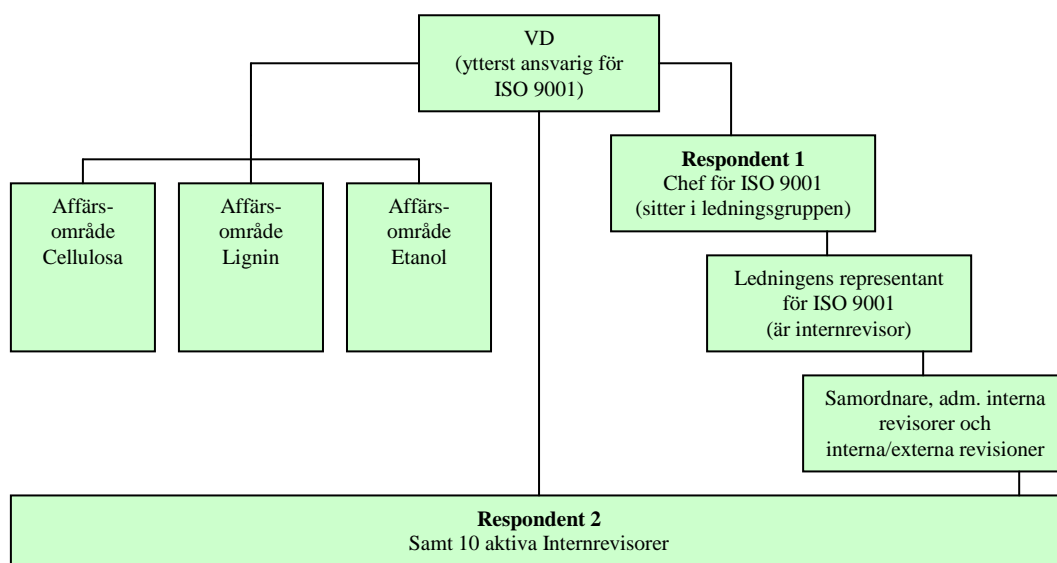 VD
(ytterst ansvarig för
ISO 9001)
Respondent 1
Chef för ISO 9001
(sitter i ledningsgruppen)
Affärs-
område
Cellulosa
Affärs-
område
Lignin
Affärs-
område
Etanol
Ledningens representant
för ISO 9001
(är internrevisor)
Samordnare, adm. interna
revisorer och
interna/externa revisioner
Respondent 2
Samt 10 aktiva Internrevisorer